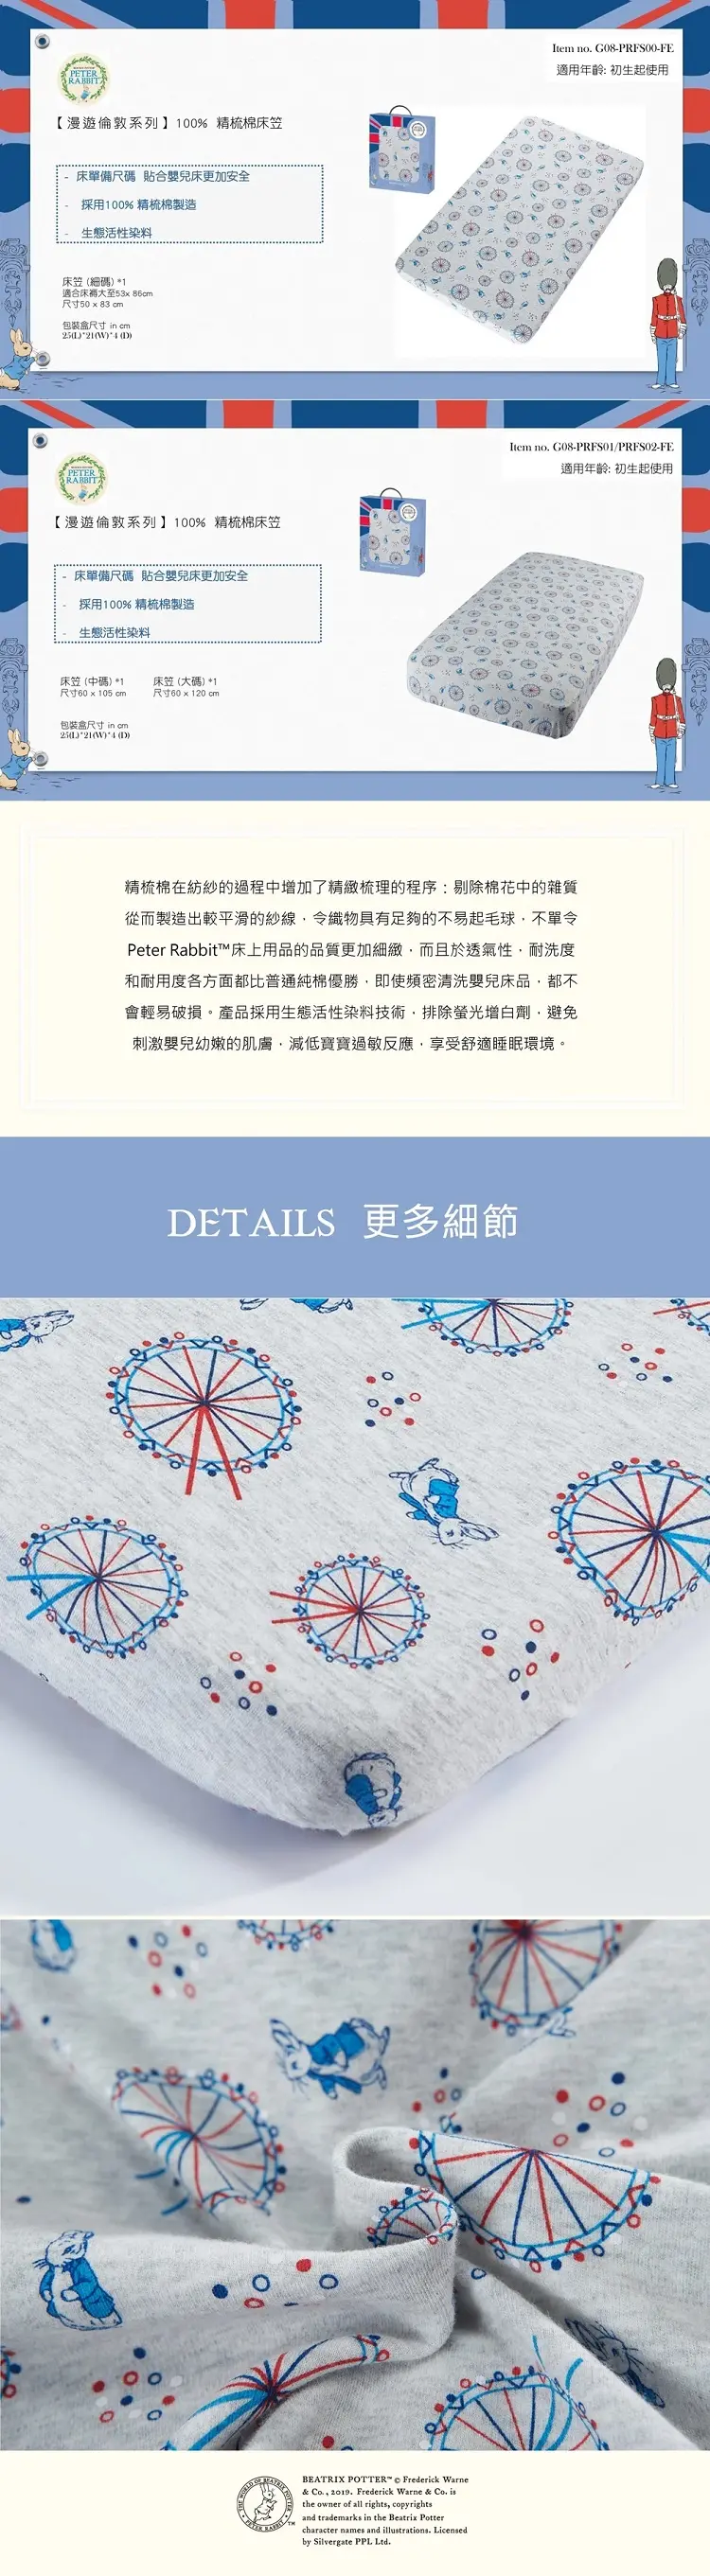 Item no. G08-PRFS00-FE
適用年齡: 初生起使用
PETER
RABBIT
【漫遊倫敦系列】100% 精梳棉床笠
- 床單備尺碼 貼合嬰兒床更加安全
- 採用100% 精梳棉製造
- 生態活性染料
床笠 (細碼) *1
適合床褥大至53x 86cm
尺寸50 x 83 cm
包裝盒尺寸 in cm
25(L)*21(W)*4 (D)
Item no. G08-PRFS01/PRFS02-FE
適用年齡: 初生起使用
PETER
RABBIT
【漫遊倫敦系列】100% 精梳棉床笠
- 床單備尺碼 貼合嬰兒床更加安全
- 採用100% 精梳棉製造
- 生態活性染料
床笠 (中碼) *1 床笠 (大碼) *1
尺寸60 x 105 cm 尺寸60 x 120 cm
包裝盒尺寸 in cm
25(L)*21(W)*4 (D)
精梳棉在紡紗的過程中增加了精緻梳理的程序：剔除棉花中的雜質
從而製造出較平滑的紗線，令織物具有足夠的不易起毛球，不單令
Peter Rabbit™床上用品的品質更加細緻，而且於透氣性，耐洗度
和耐用度各方面都比普通純棉優勝，即使頻密清洗嬰兒床品，都不
會輕易破損。產品採用生態活性染料技術，排除螢光增白劑，避免
刺激嬰兒幼嫩的肌膚，減低寶寶過敏反應，享受舒適睡眠環境。
DETAILS 更多細節
THE WORLD OF BEATRIX POTTER
PETER RABBIT
TM
BEATRIX POTTER™ © Frederick Warne
& Co., 2019. Frederick Warne & Co. is
the owner of all rights, copyrights
and trademarks in the Beatrix Potter
character names and illustrations. Licensed
by Silvergate PPL Ltd.